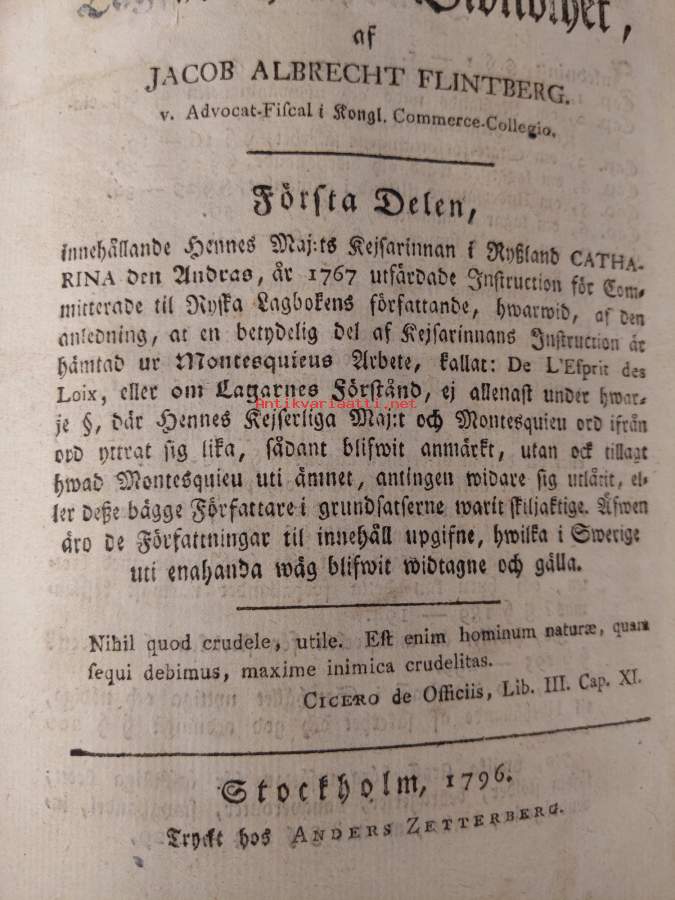 Bibliothek,
af
JACOB ALBRECHT FLINTBERG.
v. Advocat-Fiſcal i Kongl. Commerce-Collegio.
Förſta Delen,
innehållande Hennes Maj:ts Kejſarinnan i Ryßland CATHA-
RINA den Andras, år 1767 utfärdade Inſtruction för Com-
mitterade til Ryſka Lagbokens författande, hwarwid, af den
anledning, at en betydelig del af Kejſarinnans Inſtruction är
hämtad ur Montesquieus Arbete, kallat: De L'Eſprit des
Loix, eller om Lagarnes Förſtånd, ej allenaſt under hwar-
je §, där Hennes Kejſerliga Maj:t och Montesquieu ord ifrån
ord yttrat ſig lika, ſådant blifwit anmärkt, utan ock tillagt
hwad Montesquieu uti ämnet, antingen widare ſig utlåtit, el-
ler deße bägge Författare i grundſatſerne warit ſkiljaktige. Äfwen
äro de Författningar til innehåll upgifne, hwilka i Swerige
uti enahanda wäg blifwit widtagne och gälla.
Nihil quod crudele, utile. Eſt enim hominum naturæ, quam
ſequi debimus, maxime inimica crudelitas.
CICERO de Officiis, Lib. III. Cap. XI.
Stockholm, 1796.
Tryckt hos ANDERS ZETTERBERG.
Antikvariaatti.net